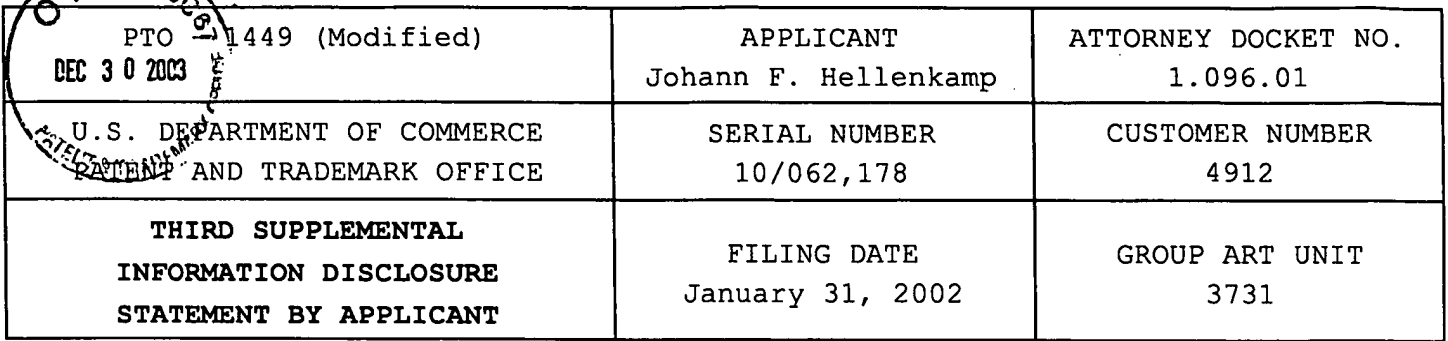 PTO - 1449 (Modified)
DEC 3 0 2003
U.S. DEPARTMENT OF COMMERCE
PATENT AND TRADEMARK OFFICE
THIRD SUPPLEMENTAL
INFORMATION DISCLOSURE
STATEMENT BY APPLICANT
APPLICANT
Johann F. Hellenkamp
SERIAL NUMBER
10/062,178
FILING DATE
January 31, 2002
ATTORNEY DOCKET NO.
1.096.01
CUSTOMER NUMBER
4912
GROUP ART UNIT
3731